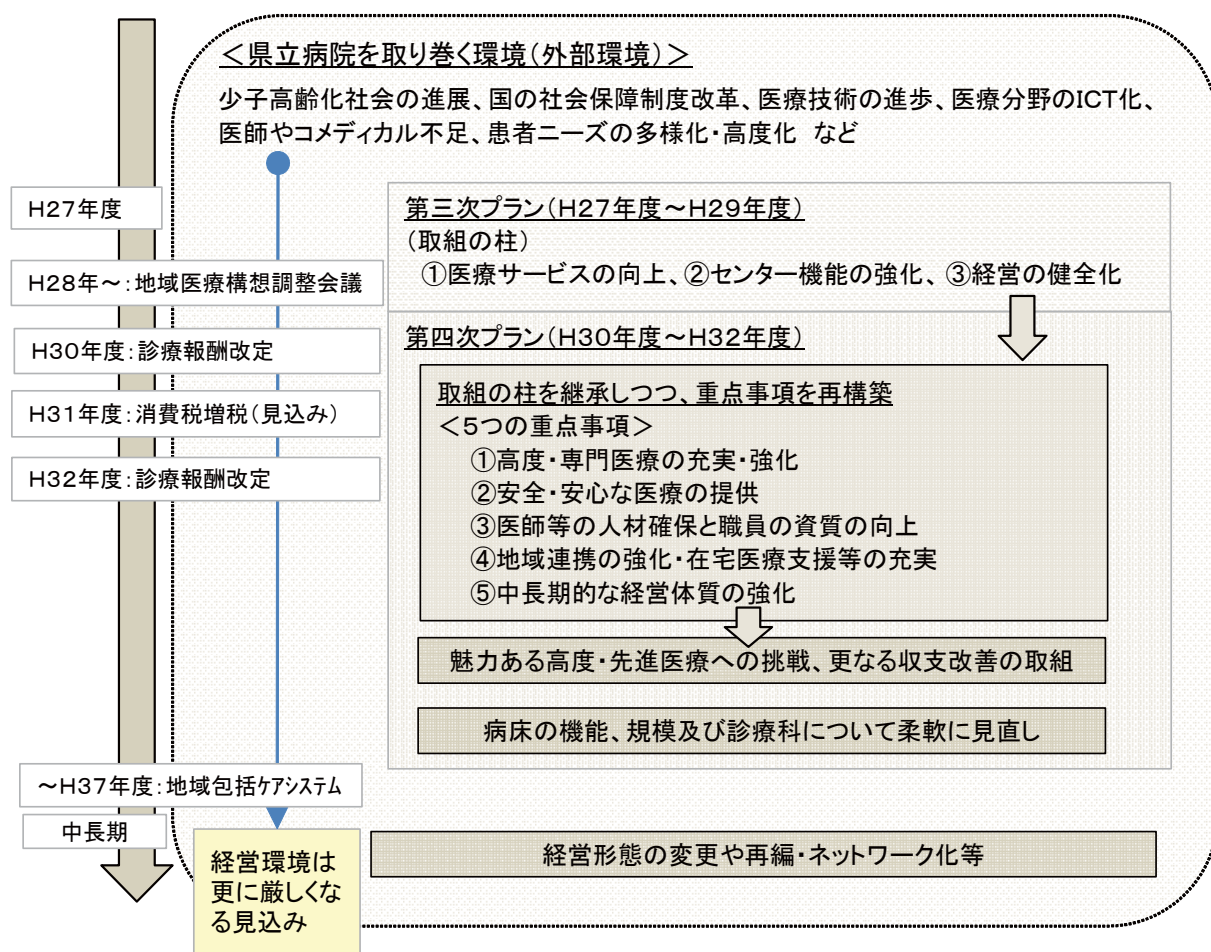 ＜県立病院を取り巻く環境（外部環境）＞
少子高齢化社会の進展、国の社会保障制度改革、医療技術の進歩、医療分野のＩＣＴ化、
医師やコメディカル不足、患者ニーズの多様化・高度化　など
H27年度
H28年～：地域医療構想調整会議
H30年度：診療報酬改定
H31年度：消費税増税（見込み）
H32年度：診療報酬改定
～H37年度：地域包括ｹｱｼｽﾃﾑ
中長期
経営環境は
更に厳しくな
る見込み
第三次プラン（H27年度～H29年度）
（取組の柱）
①医療サービスの向上、②センター機能の強化、③経営の健全化
第四次プラン（H30年度～H32年度）
取組の柱を継承しつつ、重点事項を再構築
＜５つの重点事項＞
①高度・専門医療の充実・強化
②安全・安心な医療の提供
③医師等の人材確保と職員の資質の向上
④地域連携の強化・在宅医療支援等の充実
⑤中長期的な経営体質の強化
魅力ある高度・先進医療への挑戦、更なる収支改善の取組
病床の機能、規模及び診療科について柔軟に見直し
経営形態の変更や再編・ネットワーク化等